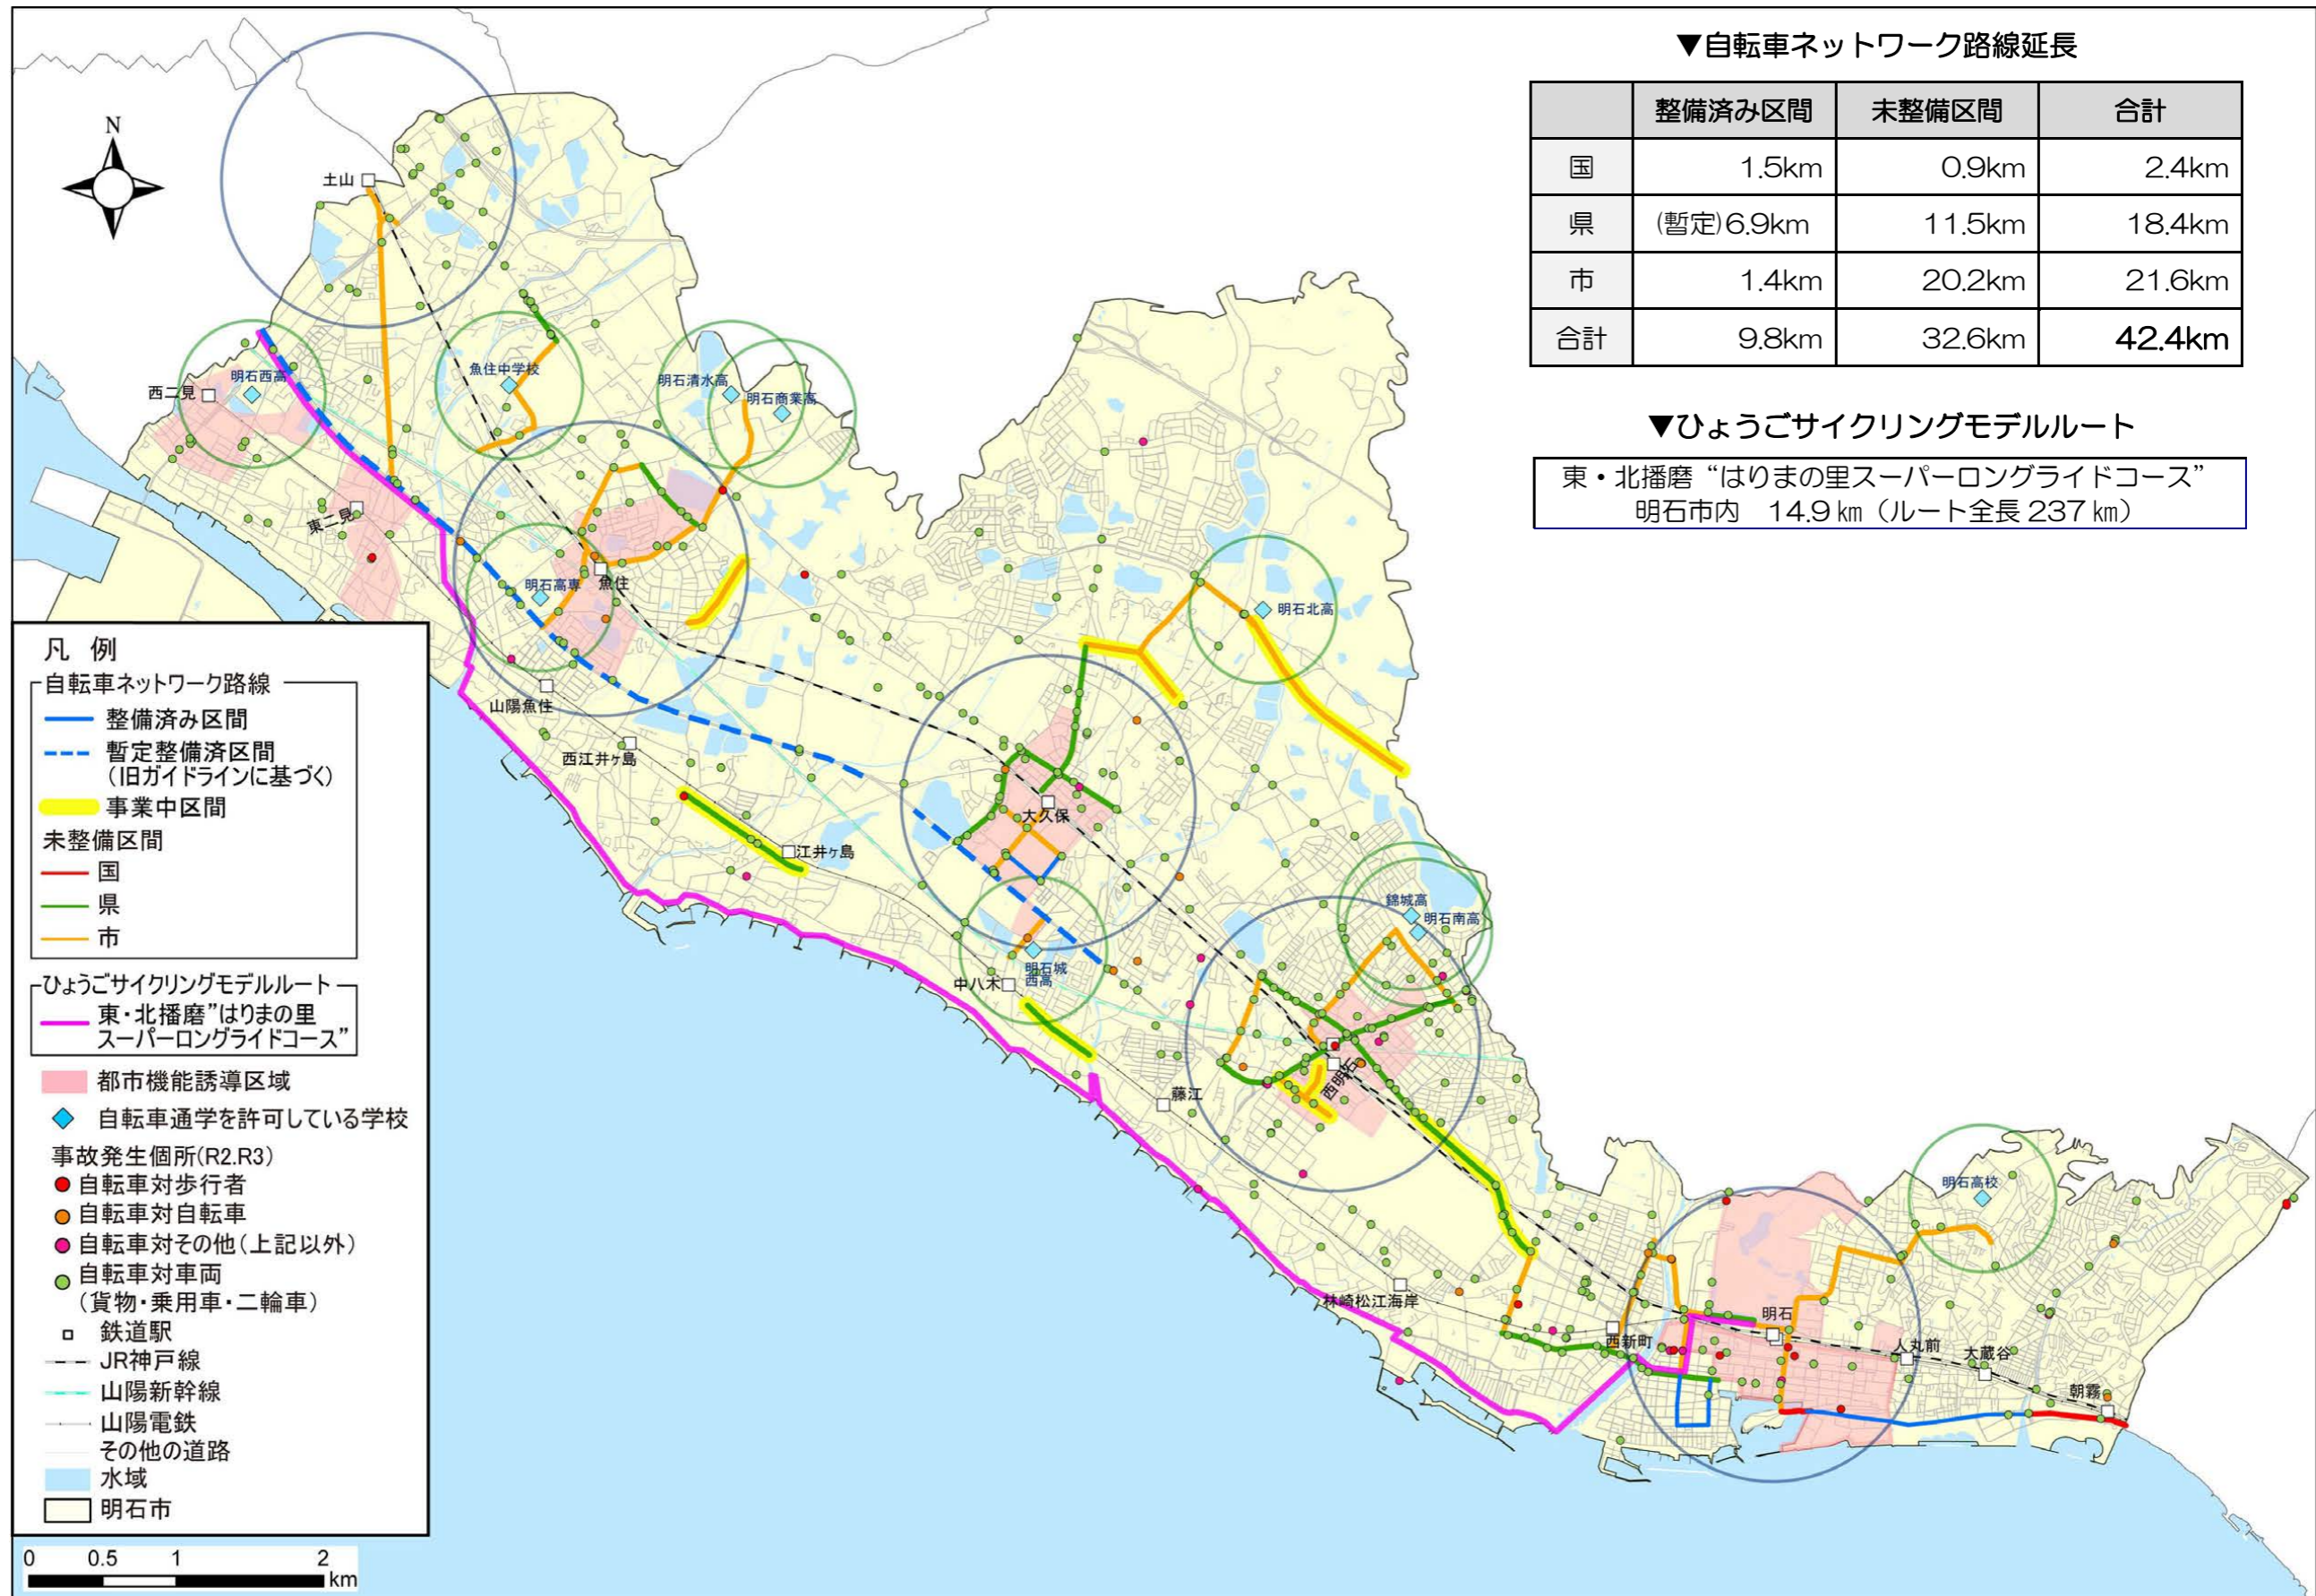 ▼自転車ネットワーク路線延長
整備済み区間 未整備区間 合計
国 1.5km 0.9km 2.4km
県 (暫定)6.9km 11.5km 18.4km
市 1.4km 20.2km 21.6km
合計 9.8km 32.6km 42.4km
▼ひょうごサイクリングモデルルート
東・北播磨“はりまの里スーパーロングライドコース”
明石市内 14.9㎞（ルート全長 237㎞）
N
土山
西二見
明石西高
魚住中学校
明石清水高
明石商業高
東二見
明石高専
魚住
明石北高
山陽魚住
西江井ヶ島
江井ヶ島
大久保
錦城高
明石南高
明石城
西高
中八木
西明石
藤江
明石高校
林崎松江海岸
西新町
明石
人丸前
大蔵谷
朝霧
凡 例
自転車ネットワーク路線
整備済み区間
暫定整備済区間
(旧ガイドラインに基づく)
事業中区間
未整備区間
国
県
市
ひょうごサイクリングモデルルート
東・北播磨”はりまの里
スーパーロングライドコース”
都市機能誘導区域
自転車通学を許可している学校
事故発生個所(R2.R3)
自転車対歩行者
自転車対自転車
自転車対その他(上記以外)
自転車対車両
(貨物・乗用車・二輪車)
鉄道駅
JR神戸線
山陽新幹線
山陽電鉄
その他の道路
水域
明石市
0 0.5 1 2
km